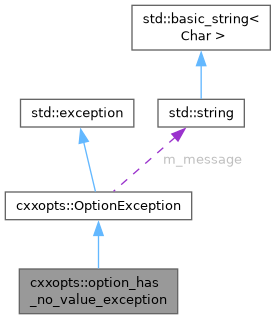 std::basic_string<
Char >
std::exception
std::string
m_message
cxxopts::OptionException
cxxopts::option_has
_no_value_exception